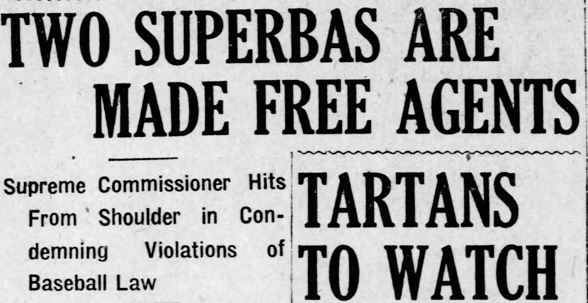 TWO SUPERBAS ARE
MADE FREE AGENTS
Supreme Commissioner Hits
From Shoulder in Con-
demning Violations of
Baseball Law
TARTANS
TO WATCH